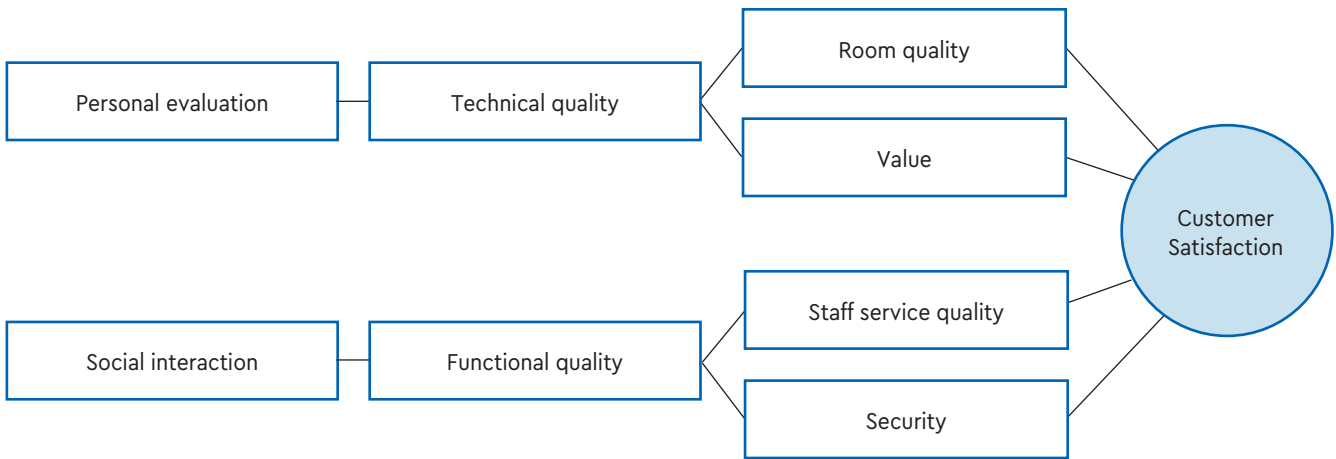 Personal evaluation
Technical quality
Room quality
Value
Social interaction
Functional quality
Staff service quality
Security
Customer
Satisfaction